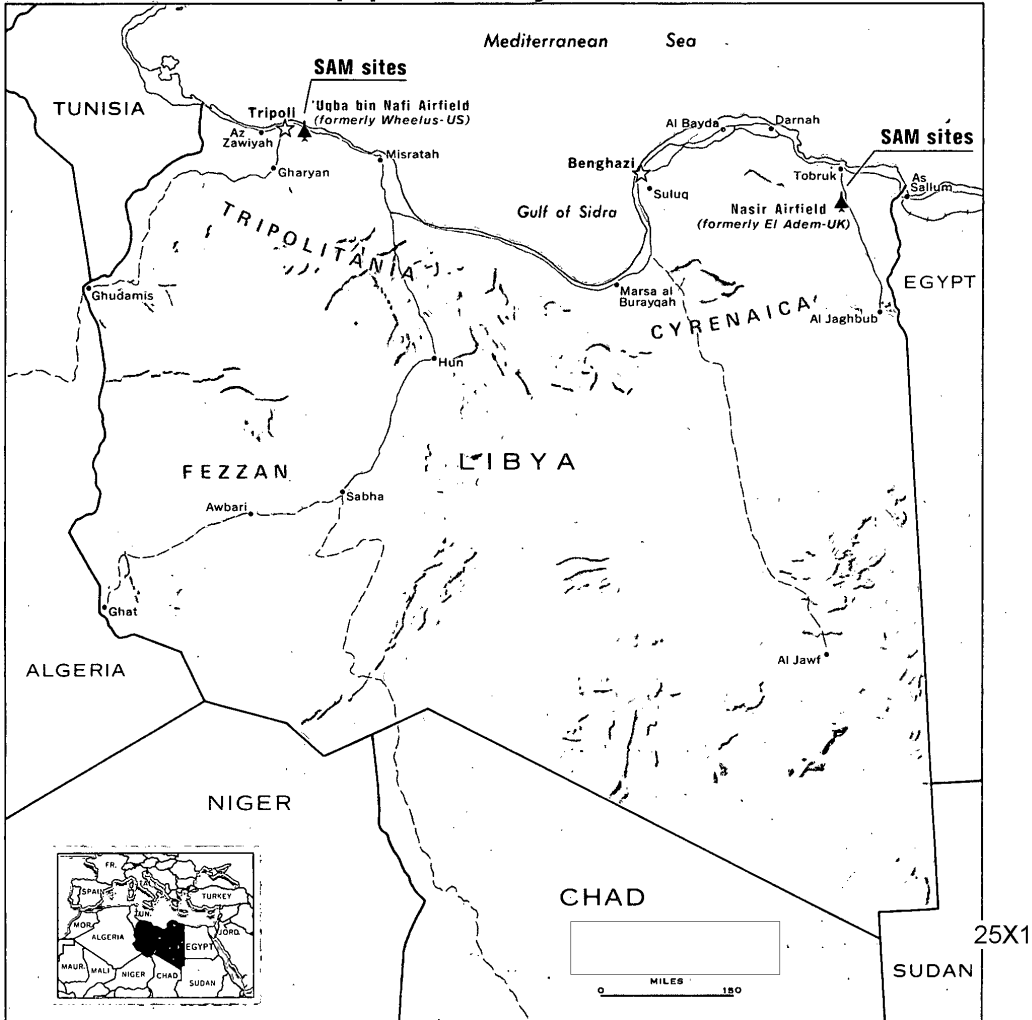 Mediterranean Sea
SAM sites
TUNISIA
Tripoli
'Uqba bin Nafi Airfield
(formerly Wheelus-US)
Az
Zawiyah
Gharyan
Misratah
Al Bayda
Darnah
SAM sites
Benghazi
Suluq
Tobruk
As
Sallum
Gulf of Sidra
Nasir Airfield
(formerly El Adem-UK)
TRIPOLITANIA
Ghudamis
Marsa al
Burayqah
EGYPT
CYRENAICA
Al Jaghbub
Hun
LIBYA
FEZZAN
Sabha
Awbari
Ghat
ALGERIA
Al Jawf
NIGER
CHAD
FR.
SPAIN
TURKEY
TUN.
MOR.
ALGERIA
JORD.
EGYPT
MAUR.
MALI
NIGER
CHAD
SUDAN
MILES
0 150
25X1
SUDAN